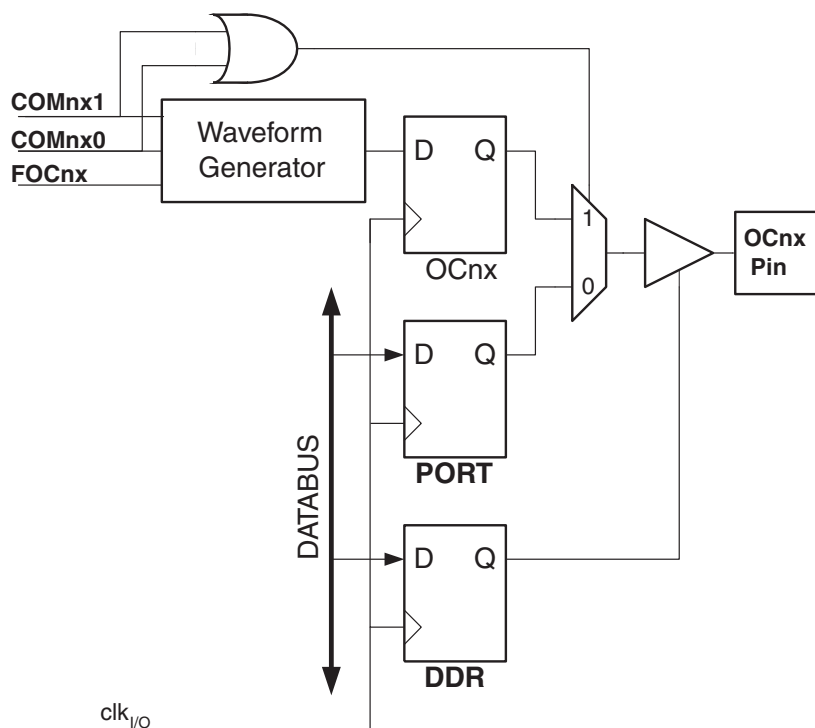 COMnx1
COMnx0
FOCnx
Waveform
Generator
D Q
OCnx
1
0
OCnx
Pin
D Q
PORT
D Q
DDR
DATABUS
clkI/O